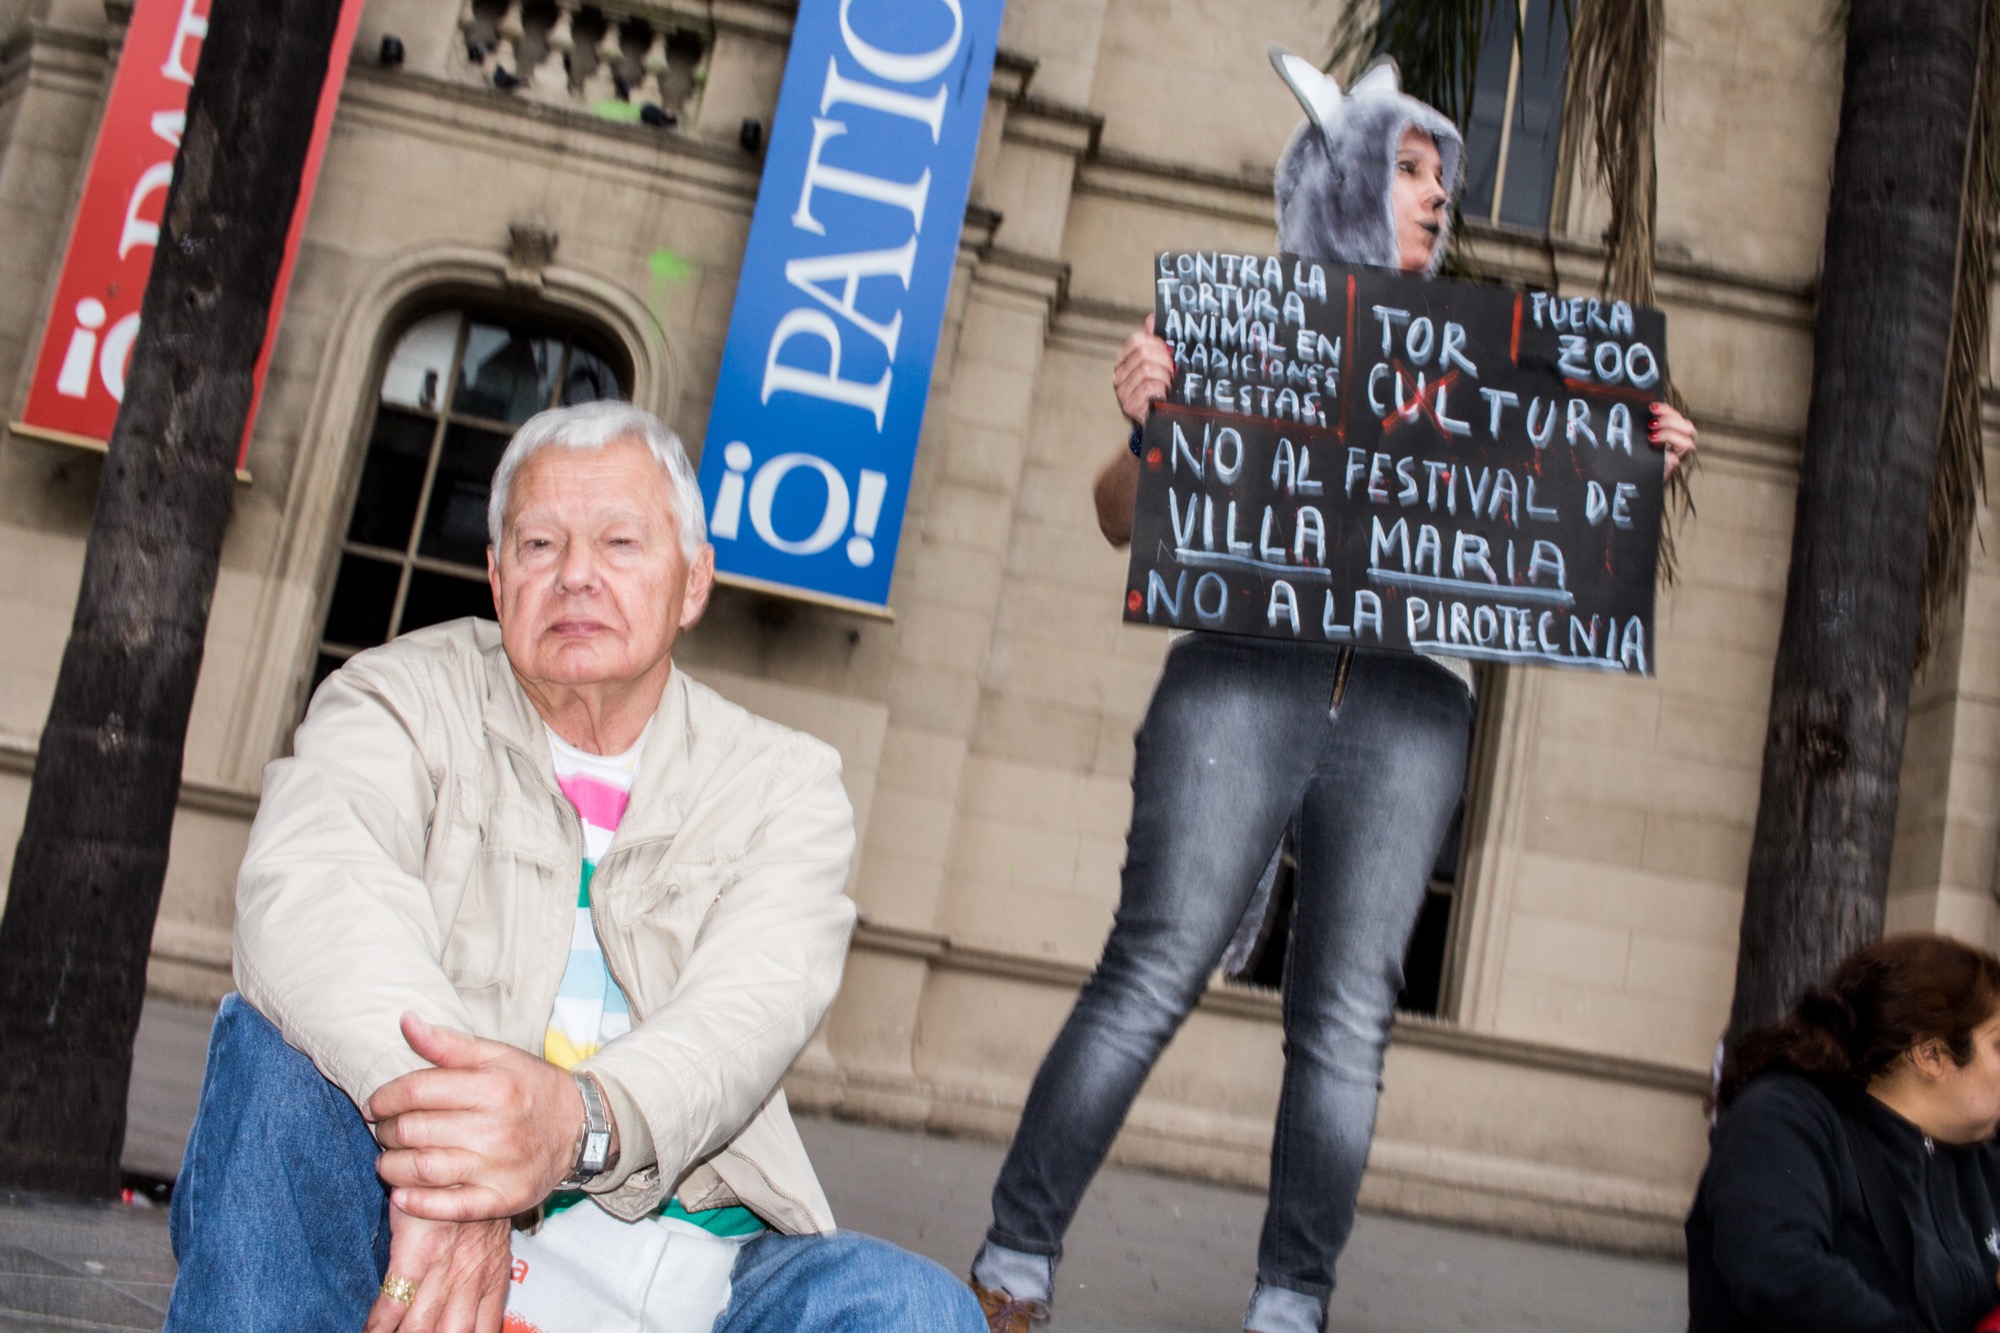 ¡O
PAT
¡O! PATIO
CONTRA LA
TORTURA
ANIMAL EN
TRADICIONES
FIESTAS.
TOR
CULTURA
FUERA
ZOO
NO AL FESTIVAL DE
VILLA MARIA
NO A LA PIROTECNIA
a